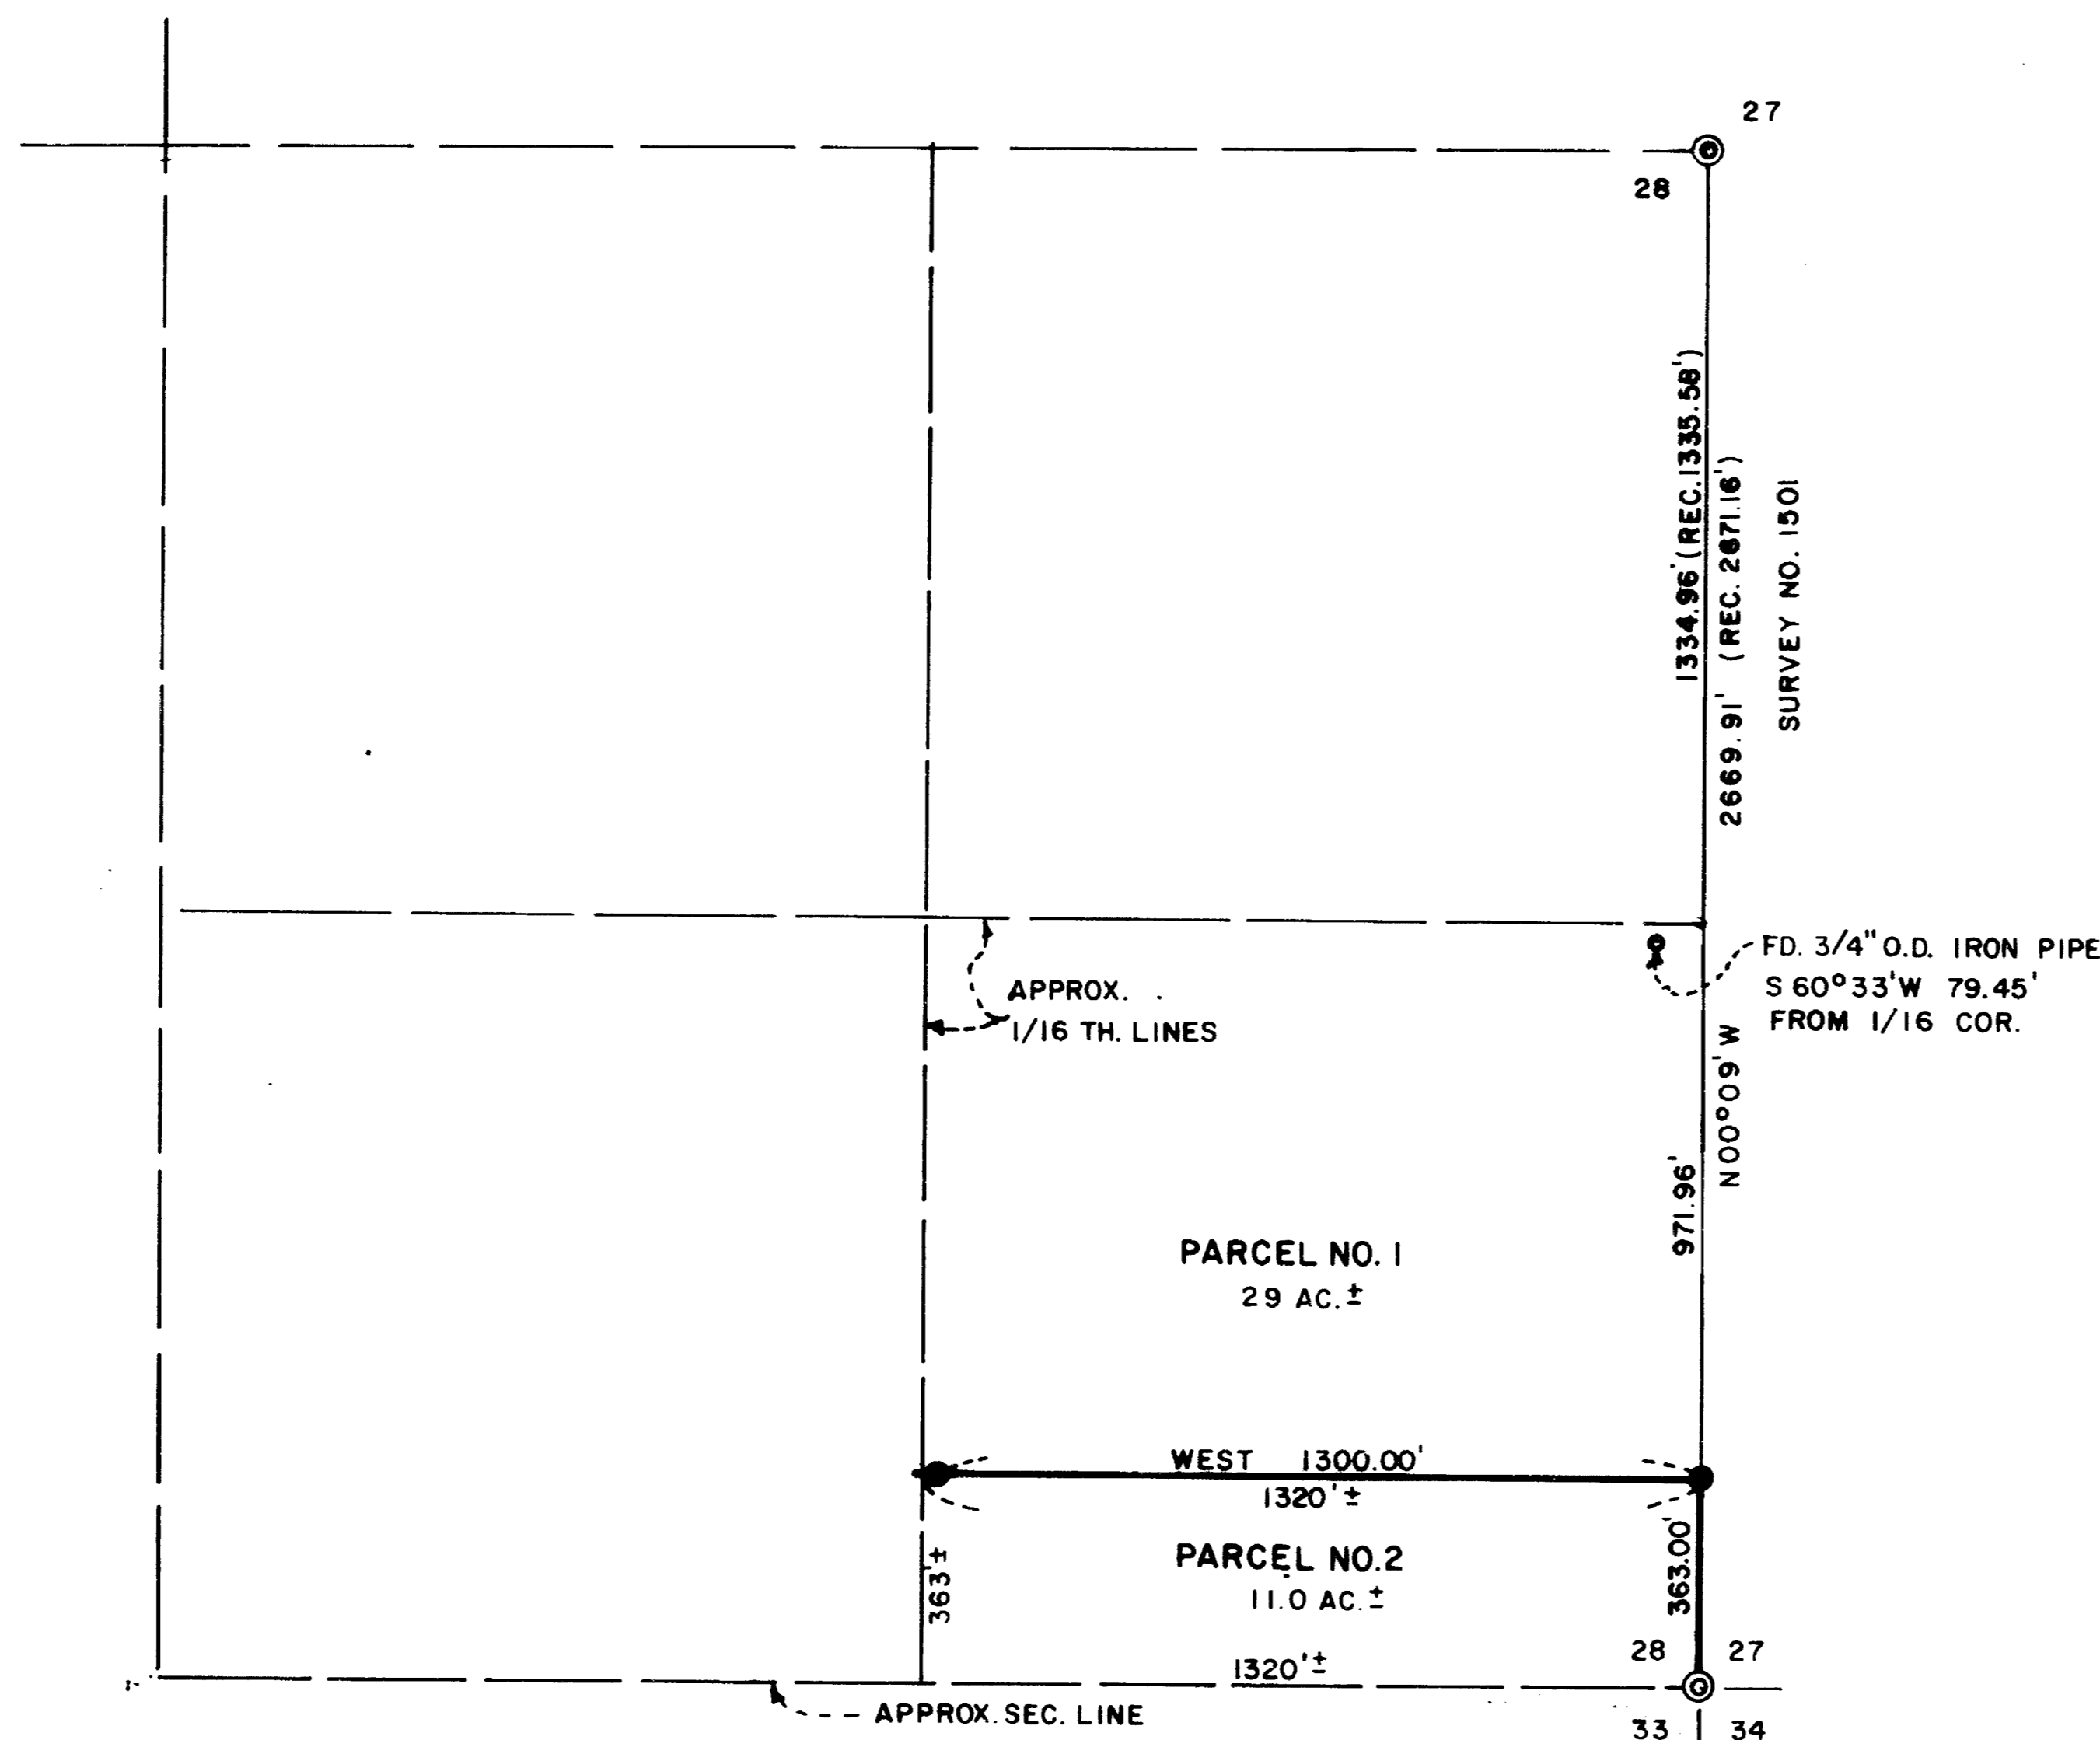 27
28
1334.96' (REC. 1335.58')
2669.91' (REC. 2671.16')
SURVEY NO. 1501
FD. 3/4" O.D. IRON PIPE
S 60°33'W 79.45'
FROM 1/16 COR.
APPROX.
1/16 TH. LINES
N00°09'W
971.96'
PARCEL NO. 1
29 AC. ±
WEST 1300.00'
1320' ±
363' ±
PARCEL NO. 2
11.0 AC. ±
363.00'
28 27
1320' ±
APPROX. SEC. LINE
33 34